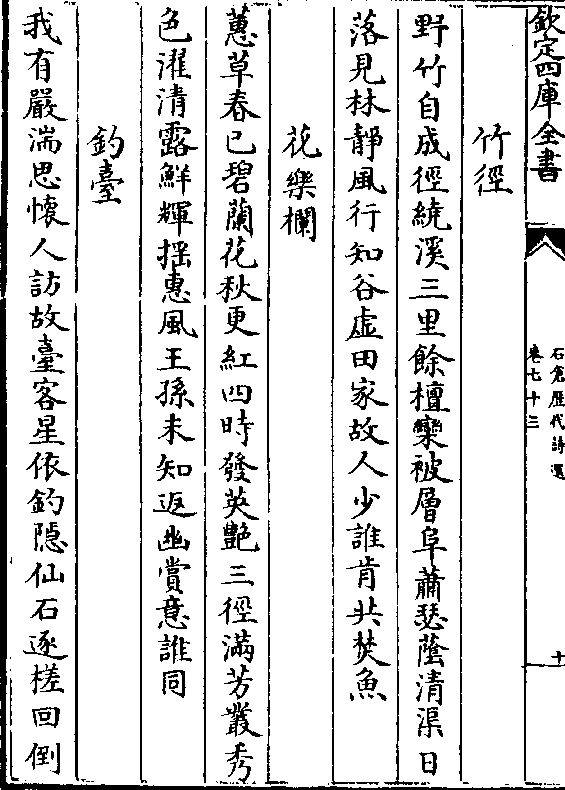 欽定四庫全書
石倉歷代詩選
卷七十三
十
竹徑
野竹自成徑繞溪三里餘檀欒被層阜蕭瑟蔭清渠日
落見林靜風行知谷虛田家故人少誰肯共焚魚
花樂欄
蕙草春已碧蘭花秋更紅四時發英艶三徑滿芳叢秀
色濯清露鮮輝揺惠風王孫未知返幽賞意誰同
釣臺
我有嚴湍思懐人訪故臺客星依釣隠仙石逐槎回倒